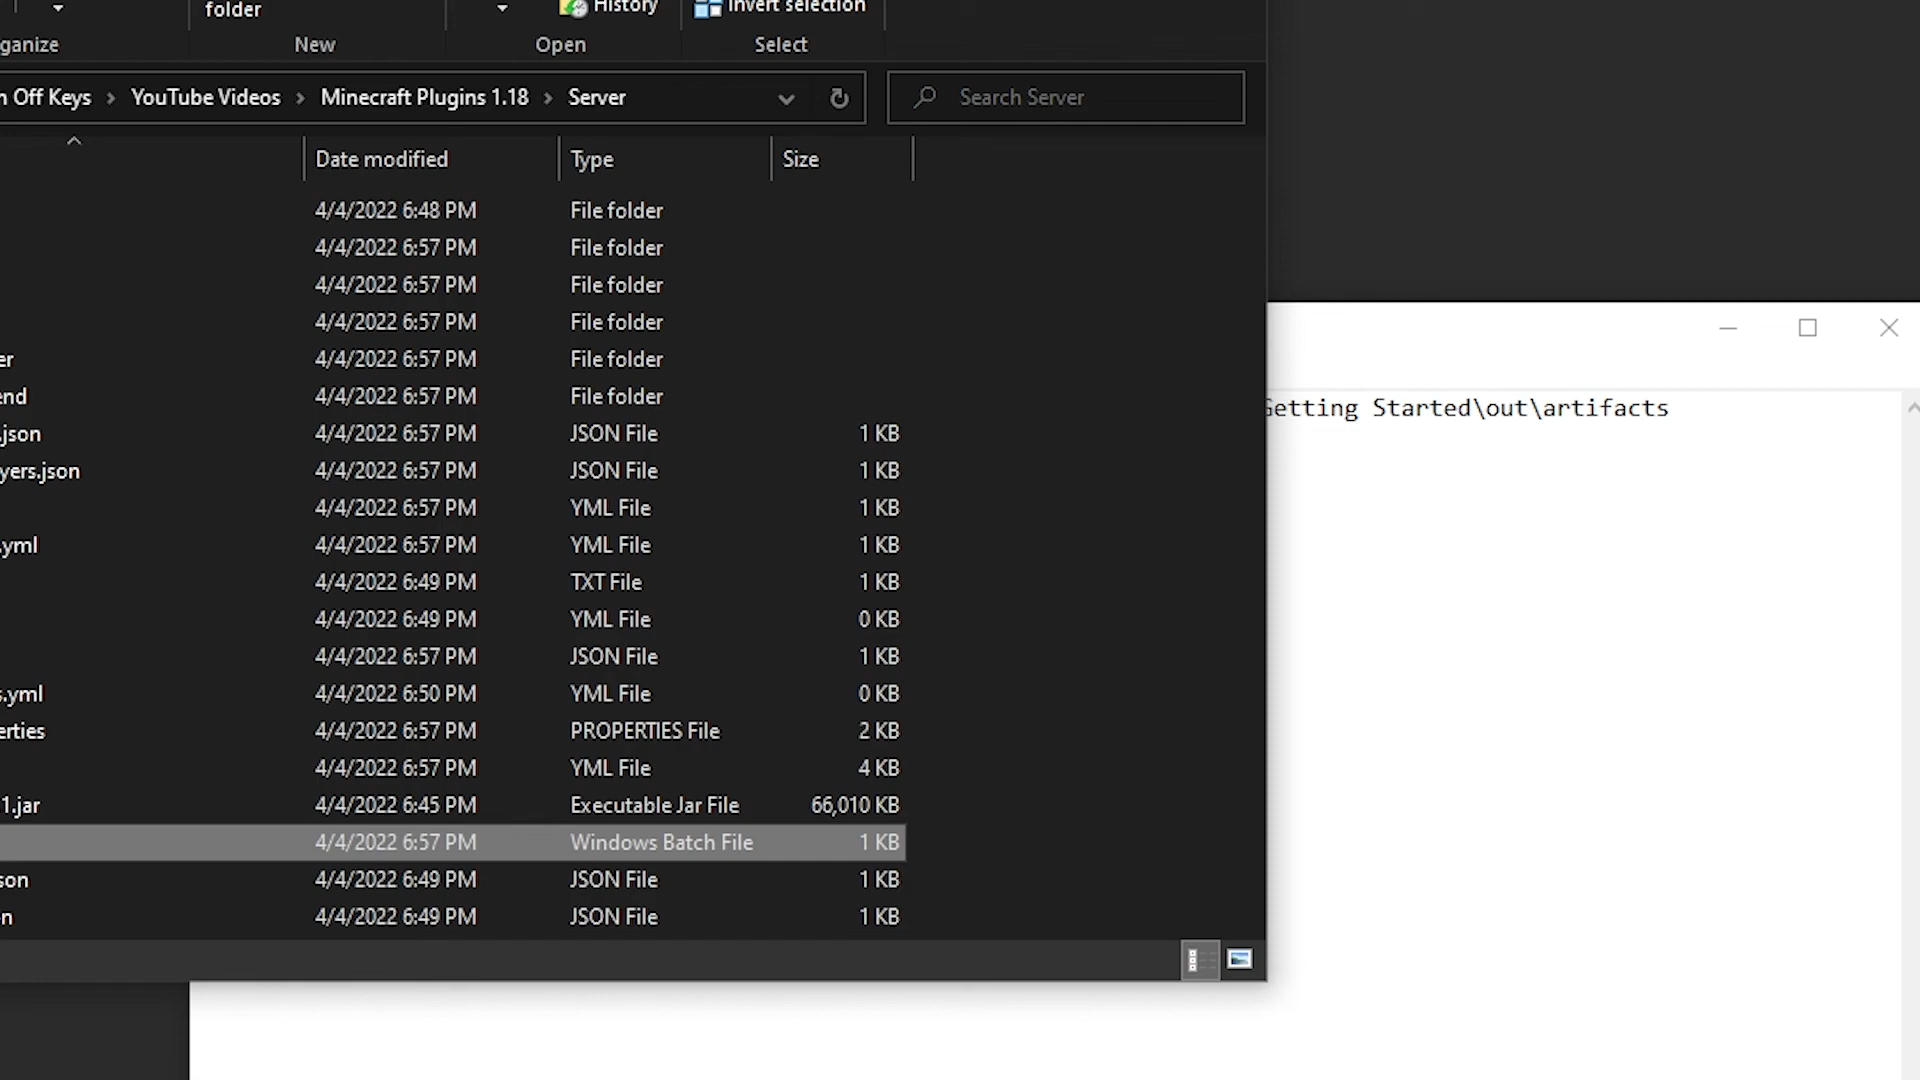 folder
History
Invert selection
ganize
New
Open
Select
n Off Keys > YouTube Videos > Minecraft Plugins 1.18 > Server
Search Server
Date modified Type Size
4/4/2022 6:48 PM File folder
4/4/2022 6:57 PM File folder
4/4/2022 6:57 PM File folder
4/4/2022 6:57 PM File folder
er 4/4/2022 6:57 PM File folder
end 4/4/2022 6:57 PM File folder
.json 4/4/2022 6:57 PM JSON File 1 KB
yers.json 4/4/2022 6:57 PM JSON File 1 KB
4/4/2022 6:57 PM YML File 1 KB
.yml 4/4/2022 6:57 PM YML File 1 KB
4/4/2022 6:49 PM TXT File 1 KB
4/4/2022 6:49 PM YML File 0 KB
4/4/2022 6:57 PM JSON File 1 KB
s.yml 4/4/2022 6:50 PM YML File 0 KB
erties 4/4/2022 6:57 PM PROPERTIES File 2 KB
4/4/2022 6:57 PM YML File 4 KB
1.jar 4/4/2022 6:45 PM Executable Jar File 66,010 KB
4/4/2022 6:57 PM Windows Batch File 1 KB
son 4/4/2022 6:49 PM JSON File 1 KB
n 4/4/2022 6:49 PM JSON File 1 KB
Getting Started\out\artifacts